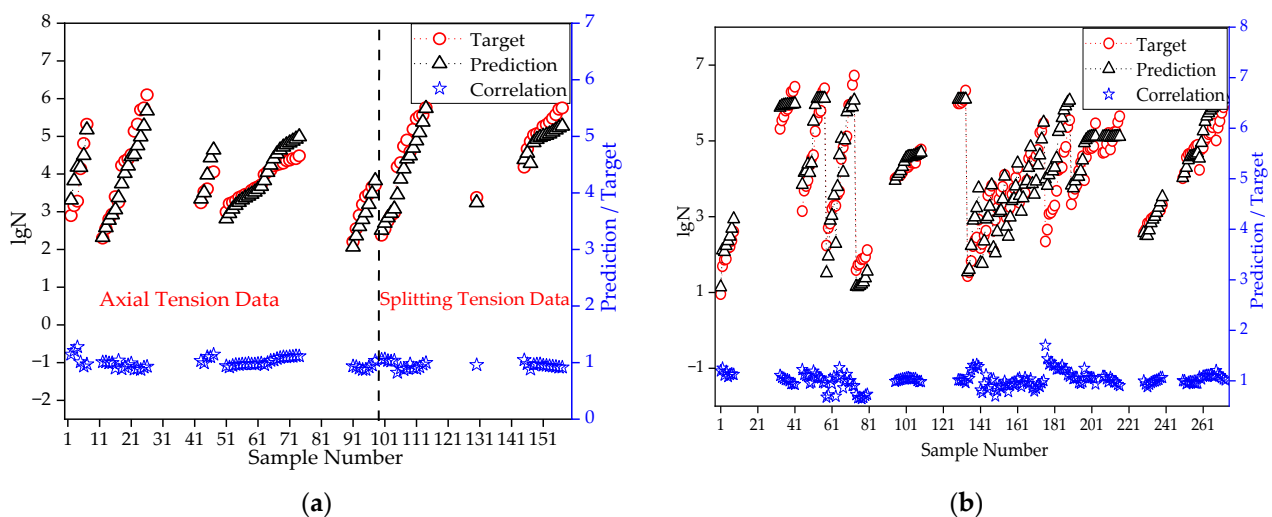 8
7
6
5
4
3
2
1
0
−1
−2
lgN
Target
Prediction
Correlation
Axial Tension Data
Splitting Tension Data
7
6
5
4
3
2
1
0
Prediction / Target
1 11 21 31 41 51 61 71 81 91 101 111 121 131 141 151
Sample Number
(a)
7
5
3
1
−1
lgN
Target
Prediction
Correlation
8
7
6
5
4
3
2
1
Prediction / Target
1 21 41 61 81 101 121 141 161 181 201 221 241 261
Sample Number
(b)